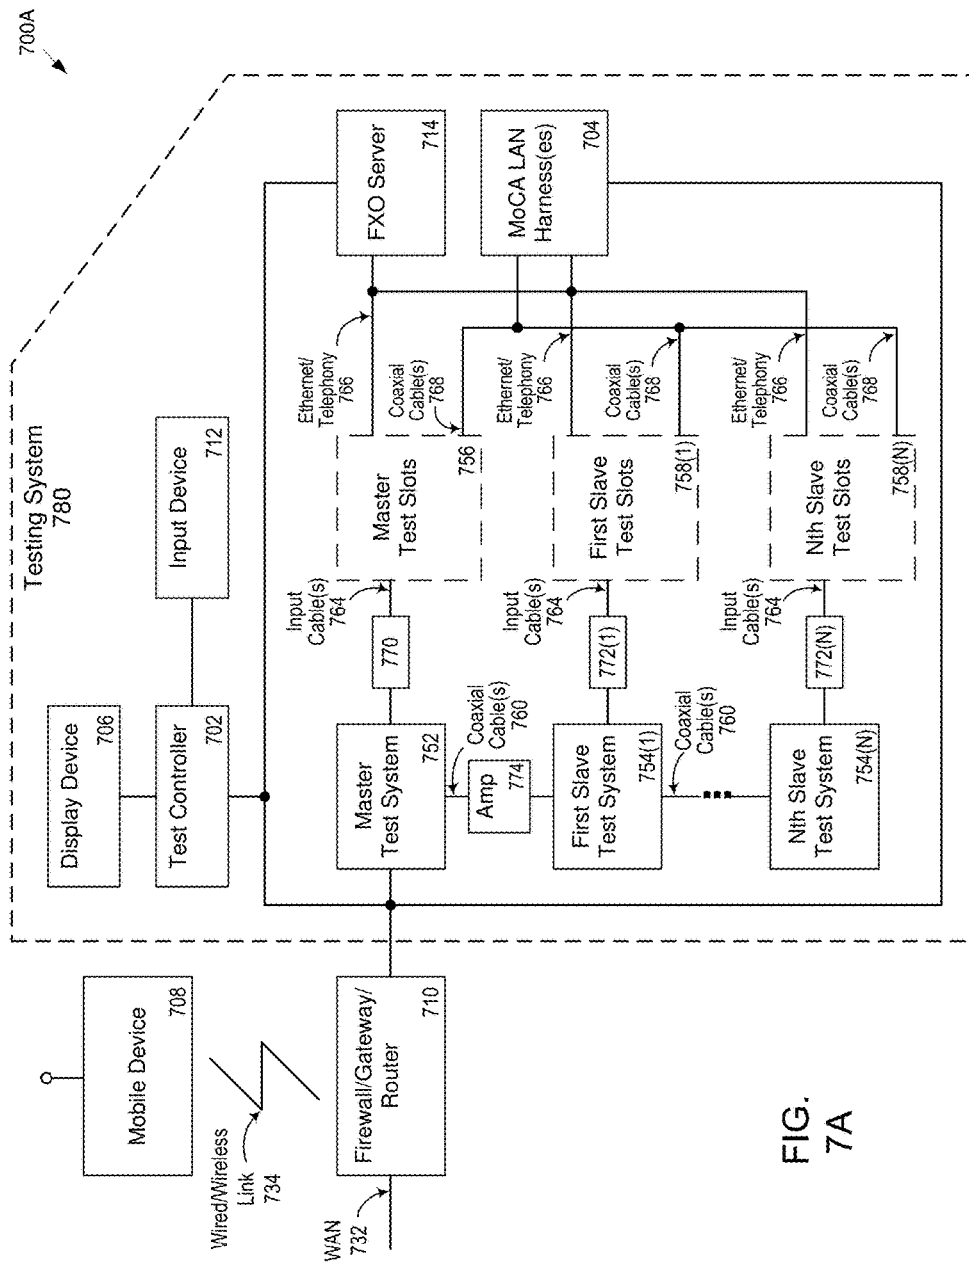 700A
Testing System
780
Display Device
706
Test Controller
702
Input Device
712
FXO Server
714
MoCA LAN
Harness(es)
704
Mobile Device
708
Wired/Wireless
Link
734
Firewall/Gateway/
Router
710
WAN
732
Master
Test System
752
770
Input
Cable(s)
764
Master
Test Slots
756
Ethernet/
Telephony
766
Coaxial
Cable(s)
768
Coaxial
Cable(s)
760
Amp
774
First Slave
Test System
754(1)
772(1)
Input
Cable(s)
764
First Slave
Test Slots
758(1)
Ethernet/
Telephony
766
Coaxial
Cable(s)
768
Coaxial
Cable(s)
760
Nth Slave
Test System
754(N)
772(N)
Input
Cable(s)
764
Nth Slave
Test Slots
758(N)
Ethernet/
Telephony
766
Coaxial
Cable(s)
768
FIG.
7A